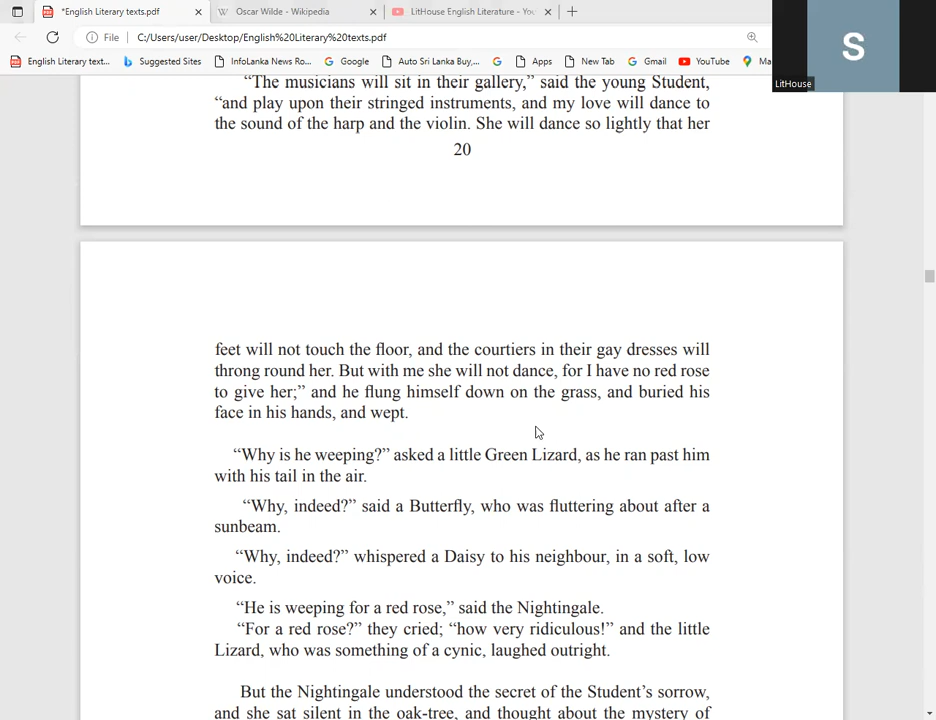 *English Literary texts.pdf
Oscar Wilde - Wikipedia
LitHouse English Literature - You
File
C:/Users/user/Desktop/English%20Literary%20texts.pdf
English Literary text...
Suggested Sites
InfoLanka News Ro...
Google
Auto Sri Lanka Buy,...
Apps
New Tab
Gmail
YouTube
Ma
S
LitHouse
“The musicians will sit in their gallery,” said the young Student,
“and play upon their stringed instruments, and my love will dance to
the sound of the harp and the violin. She will dance so lightly that her
20
feet will not touch the floor, and the courtiers in their gay dresses will
throng round her. But with me she will not dance, for I have no red rose
to give her;” and he flung himself down on the grass, and buried his
face in his hands, and wept.
“Why is he weeping?” asked a little Green Lizard, as he ran past him
with his tail in the air.
“Why, indeed?” said a Butterfly, who was fluttering about after a
sunbeam.
“Why, indeed?” whispered a Daisy to his neighbour, in a soft, low
voice.
“He is weeping for a red rose,” said the Nightingale.
“For a red rose?” they cried; “how very ridiculous!” and the little
Lizard, who was something of a cynic, laughed outright.
But the Nightingale understood the secret of the Student’s sorrow,
and she sat silent in the oak-tree, and thought about the mystery of